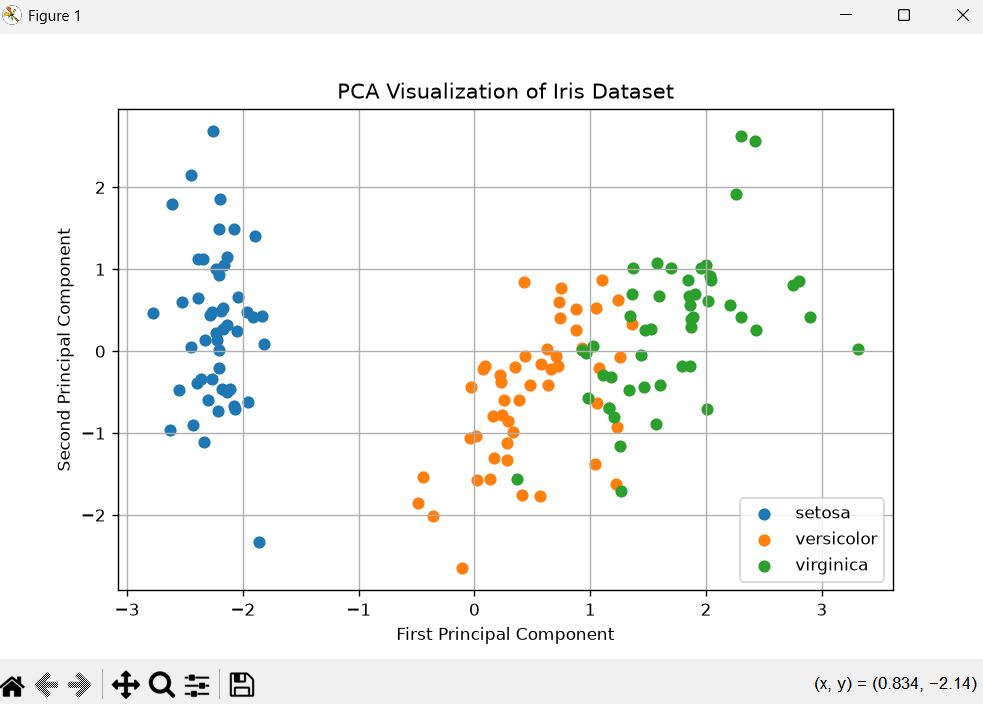 Figure 1
PCA Visualization of Iris Dataset
Second Principal Component
2
1
0
−1
−2
setosa
versicolor
virginica
−3 −2 −1 0 1 2 3
First Principal Component
(x, y) = (0.834, −2.14)